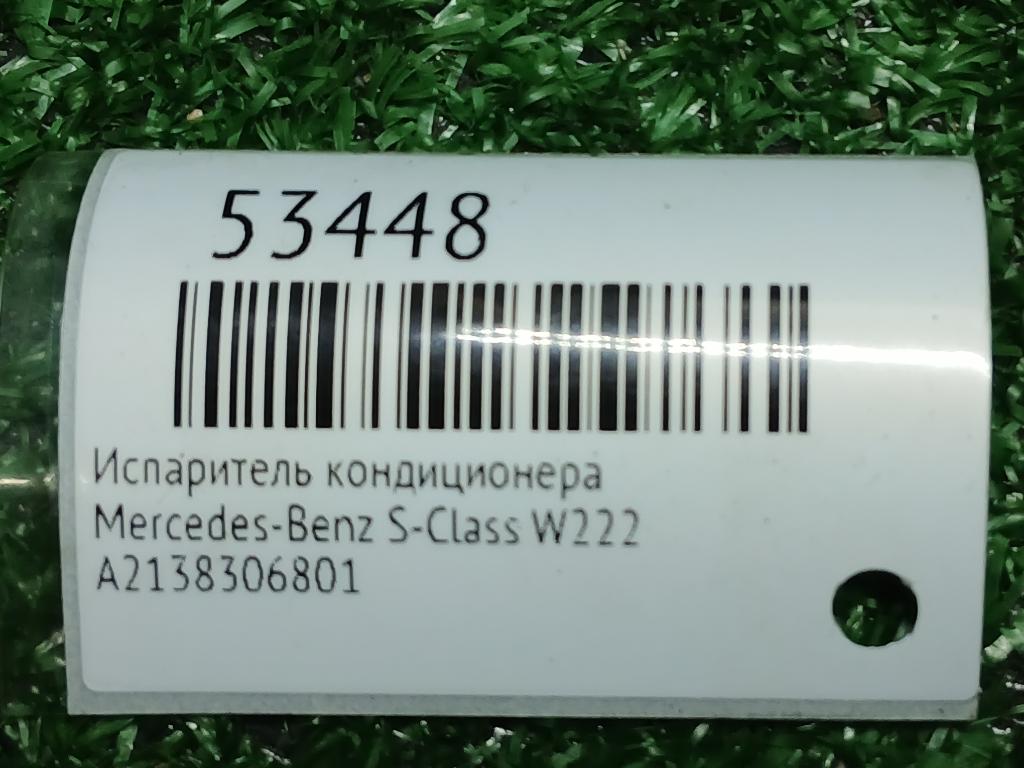 53448
Испаритель кондиционера
Mercedes-Benz S-Class W222
A2138306801